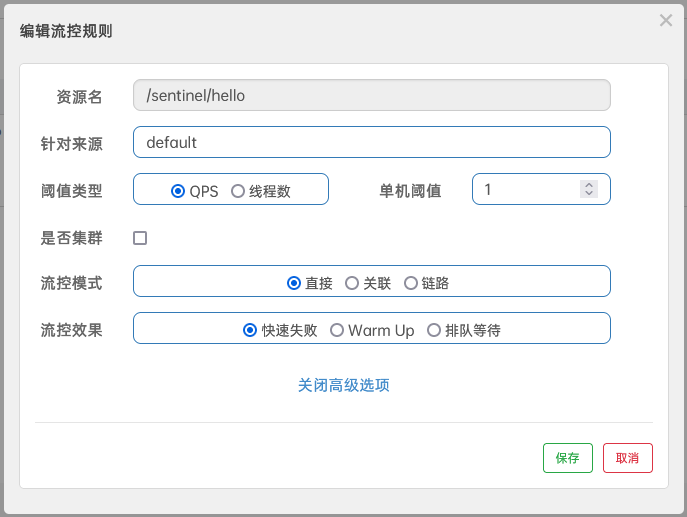 编辑流控规则
资源名 /sentinel/hello
针对来源 default
阈值类型 QPS 线程数 单机阈值 1
是否集群
流控模式 直接 关联 链路
流控效果 快速失败 Warm Up 排队等待
关闭高级选项
保存 取消